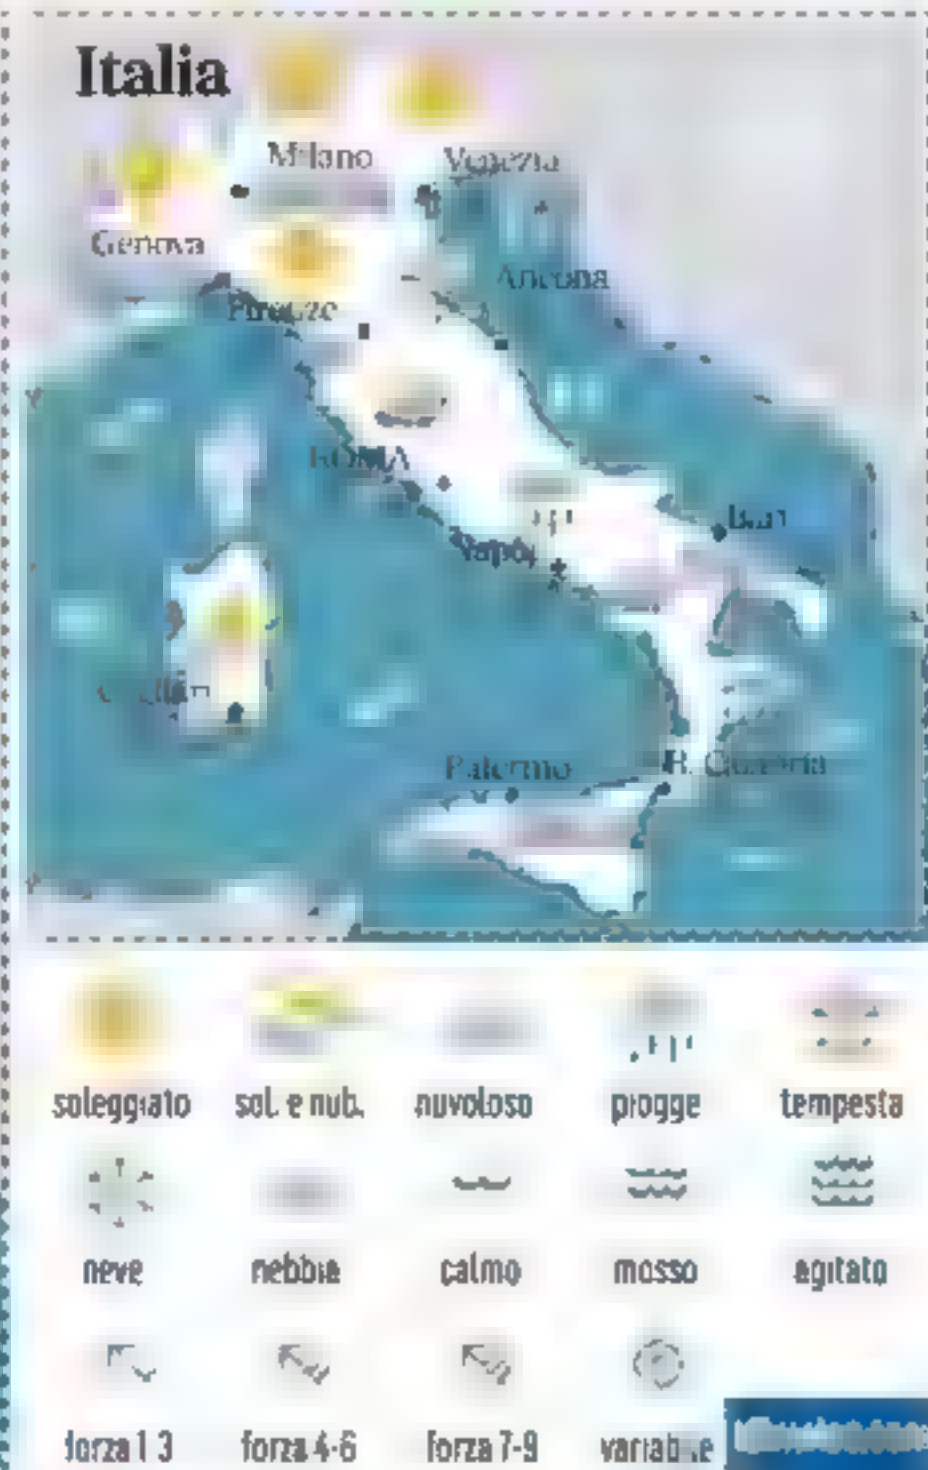 Italia
Milano
Venezia
Genova
Ancona
Firenze
ROMA
Bari
Napoli
Palermo
R. Calabria
soleggiato sol. e nub. nuvoloso piogge tempesta
neve nebbia calmo mosso agitato
forza 1-3 forza 4-6 forza 7-9 variabile